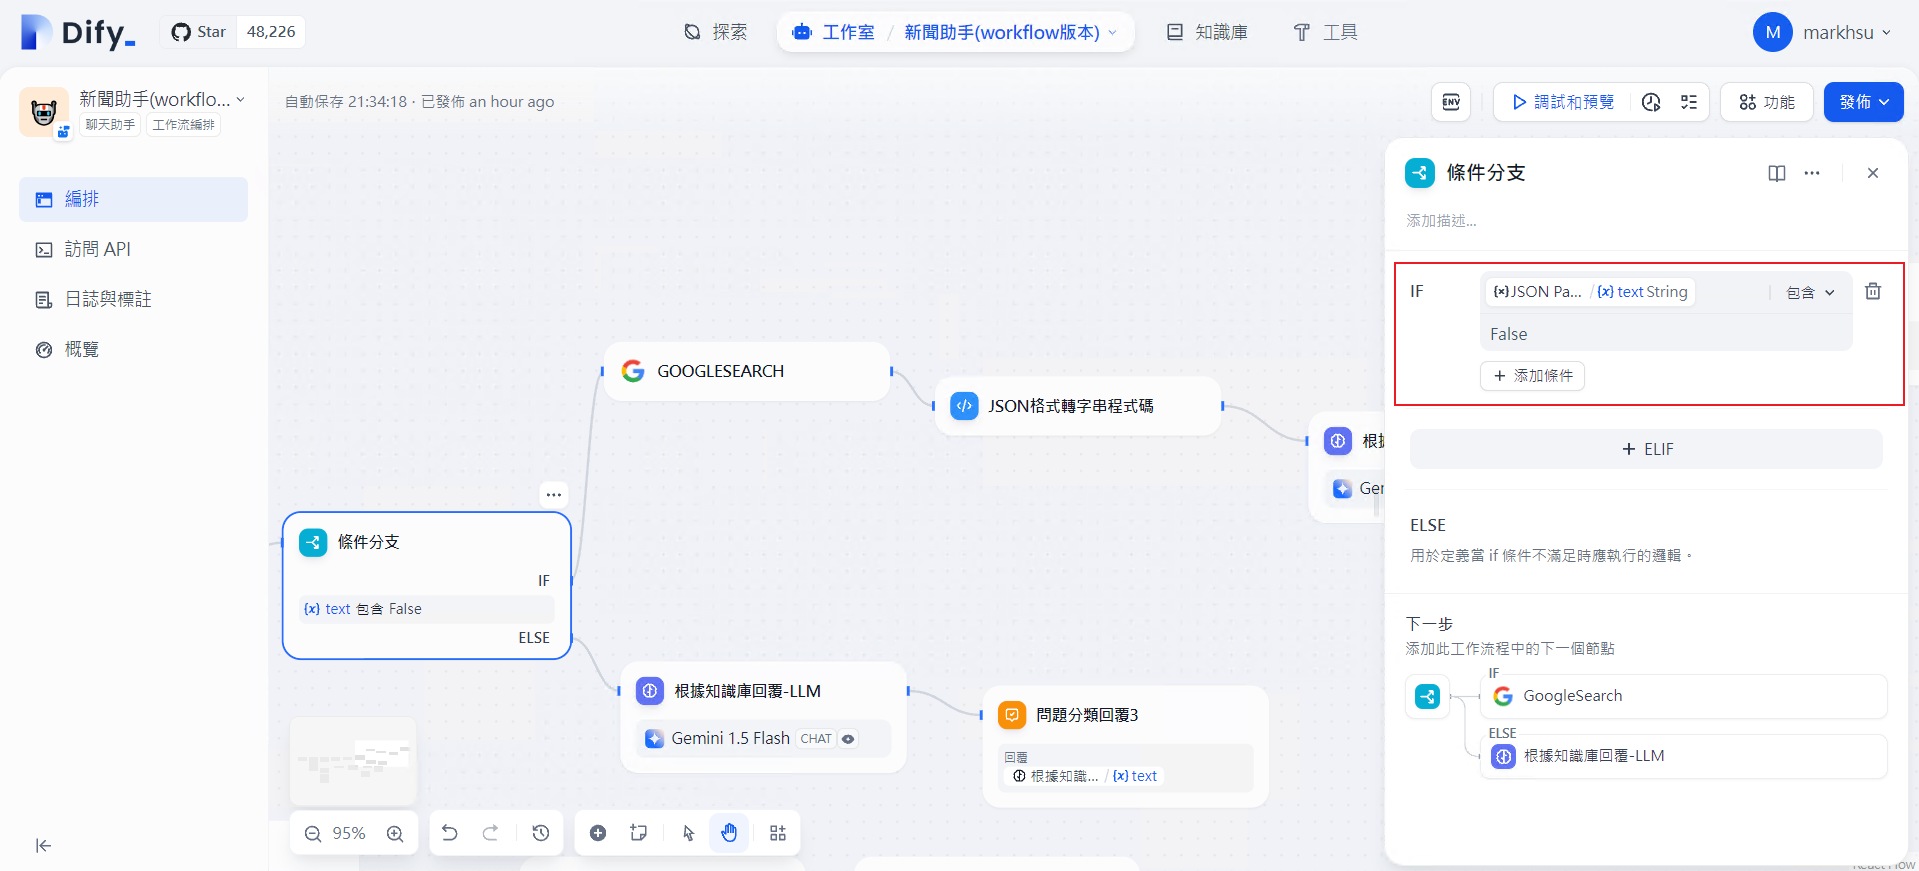 Dify_
Star 48,226
探索
工作室 / 新聞助手(workflow版本)
知識庫
工具
M markhsu
新聞助手(workflo...
聊天助手 工作流編排
編排
訪問 API
日誌與標註
概覽
自動保存 21:34:18 · 已發佈 an hour ago
ENV
調試和預覽
功能
發佈
GOOGLESEARCH
JSON格式轉字串程式碼
Gen
條件分支
IF
{x} text 包含 False
ELSE
根據知識庫回覆-LLM
Gemini 1.5 Flash CHAT
問題分類回覆3
回覆
根據知識... / {x} text
95%
條件分支
添加描述...
IF
{x} JSON Pa... / {x} text String 包含
False
+ 添加條件
+ ELIF
ELSE
用於定義當 if 條件不滿足時應執行的邏輯。
下一步
添加此工作流程中的下一個節點
IF
GoogleSearch
ELSE
根據知識庫回覆-LLM
React Flow